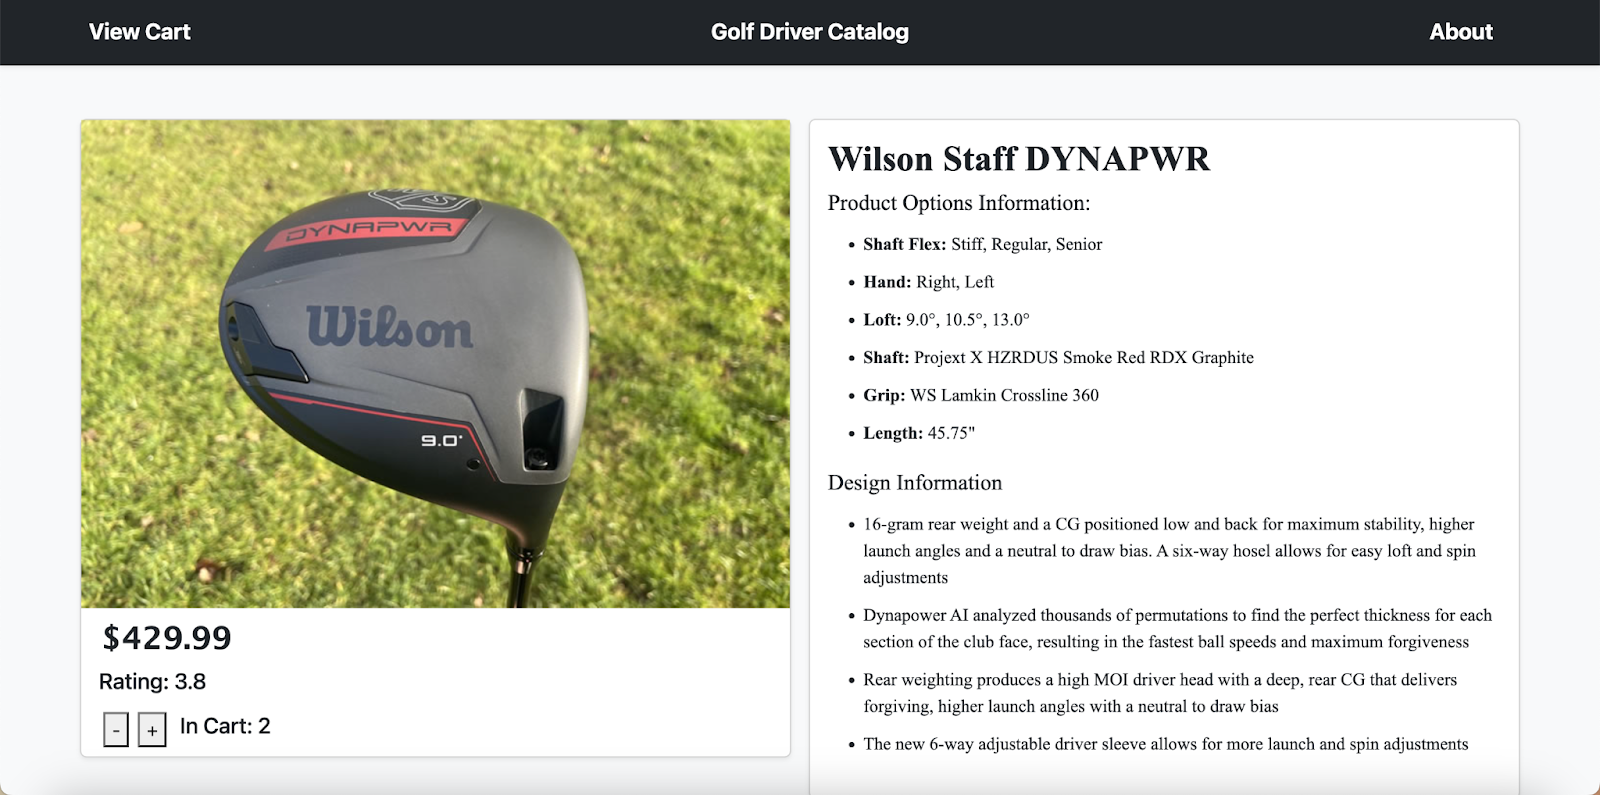 View Cart
Golf Driver Catalog
About
DYNAPWR
Wilson
9.0°
$429.99
Rating: 3.8
- + In Cart: 2
Wilson Staff DYNAPWR
Product Options Information:
• Shaft Flex: Stiff, Regular, Senior
• Hand: Right, Left
• Loft: 9.0°, 10.5°, 13.0°
• Shaft: Projext X HZRDUS Smoke Red RDX Graphite
• Grip: WS Lamkin Crossline 360
• Length: 45.75"
Design Information
• 16-gram rear weight and a CG positioned low and back for maximum stability, higher
launch angles and a neutral to draw bias. A six-way hosel allows for easy loft and spin
adjustments
• Dynapower AI analyzed thousands of permutations to find the perfect thickness for each
section of the club face, resulting in the fastest ball speeds and maximum forgiveness
• Rear weighting produces a high MOI driver head with a deep, rear CG that delivers
forgiving, higher launch angles with a neutral to draw bias
• The new 6-way adjustable driver sleeve allows for more launch and spin adjustments